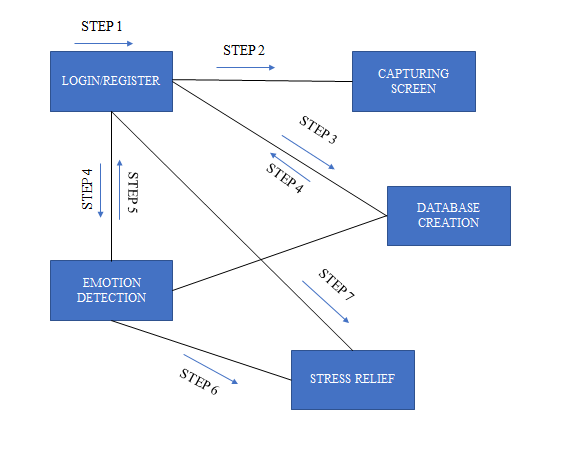 STEP 1
STEP 2
LOGIN/REGISTER
CAPTURING
SCREEN
STEP 3
STEP 4
STEP 4
STEP 5
DATABASE
CREATION
EMOTION
DETECTION
STEP 7
STEP 6
STRESS RELIEF